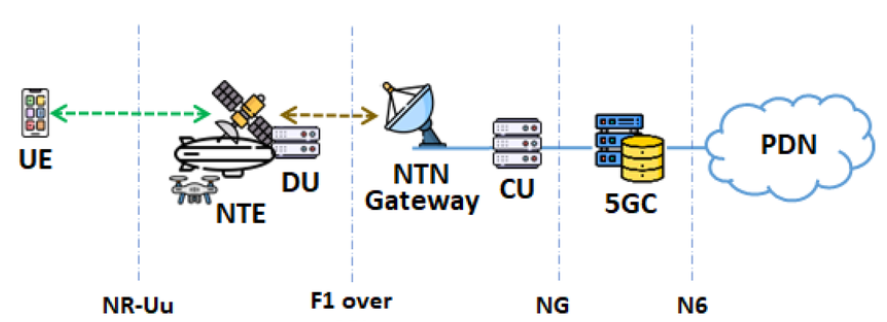 UE
NTE
DU
NTN
Gateway
CU
5GC
PDN
NR-Uu
F1 over
NG
N6